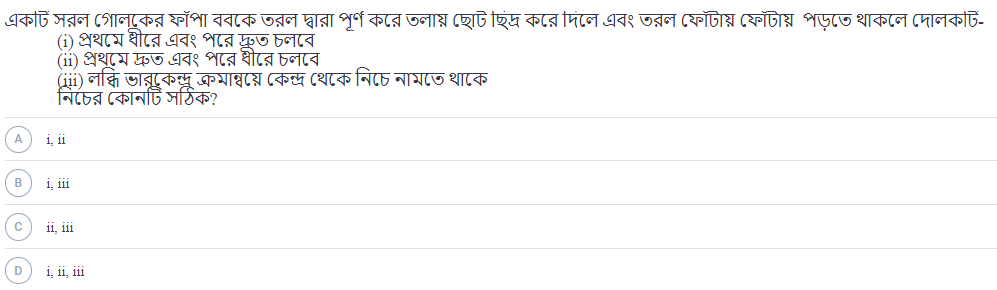 একটি সরল গোলকের ফাঁপা ববকে তরল দ্বারা পূর্ণ করে তলায় ছোট ছিদ্র করে দিলে এবং তরল ফোঁটায় ফোঁটায় পড়তে থাকলে দোলকটি-
(i) প্রথমে ধীরে এবং পরে দ্রুত চলবে
(ii) প্রথমে দ্রুত এবং পরে ধীরে চলবে
(iii) লব্ধি ভারকেন্দ্র ক্রমান্বয়ে কেন্দ্র থেকে নিচে নামতে থাকে
নিচের কোনটি সঠিক?
A i, ii
B i, iii
C ii, iii
D i, ii, iii